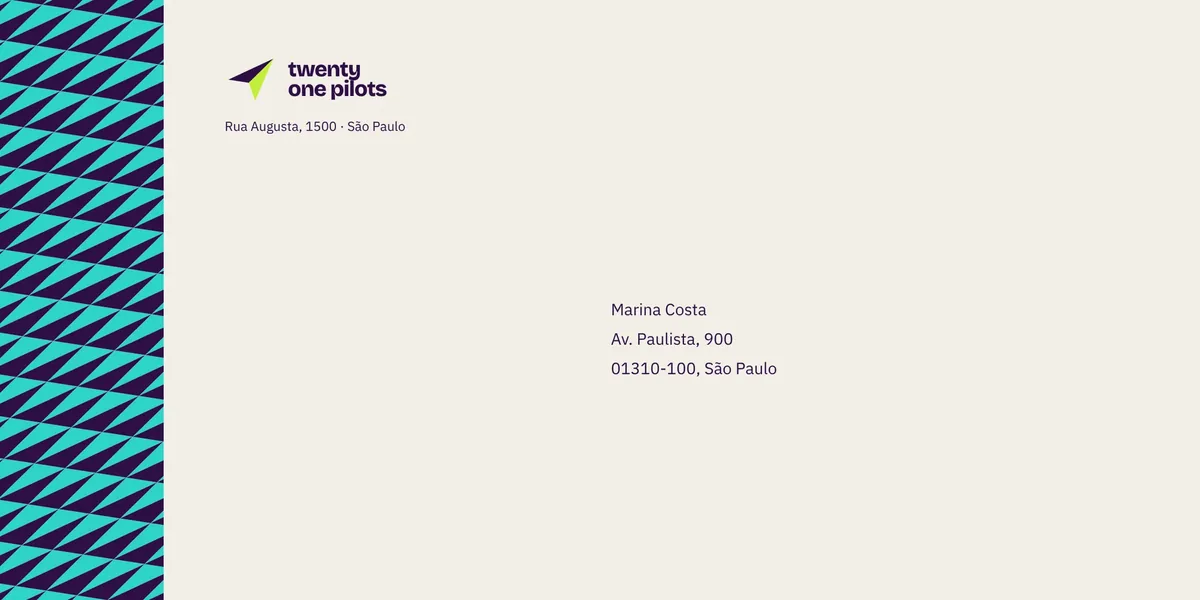 twenty
one pilots
Rua Augusta, 1500 · São Paulo
Marina Costa
Av. Paulista, 900
01310-100, São Paulo